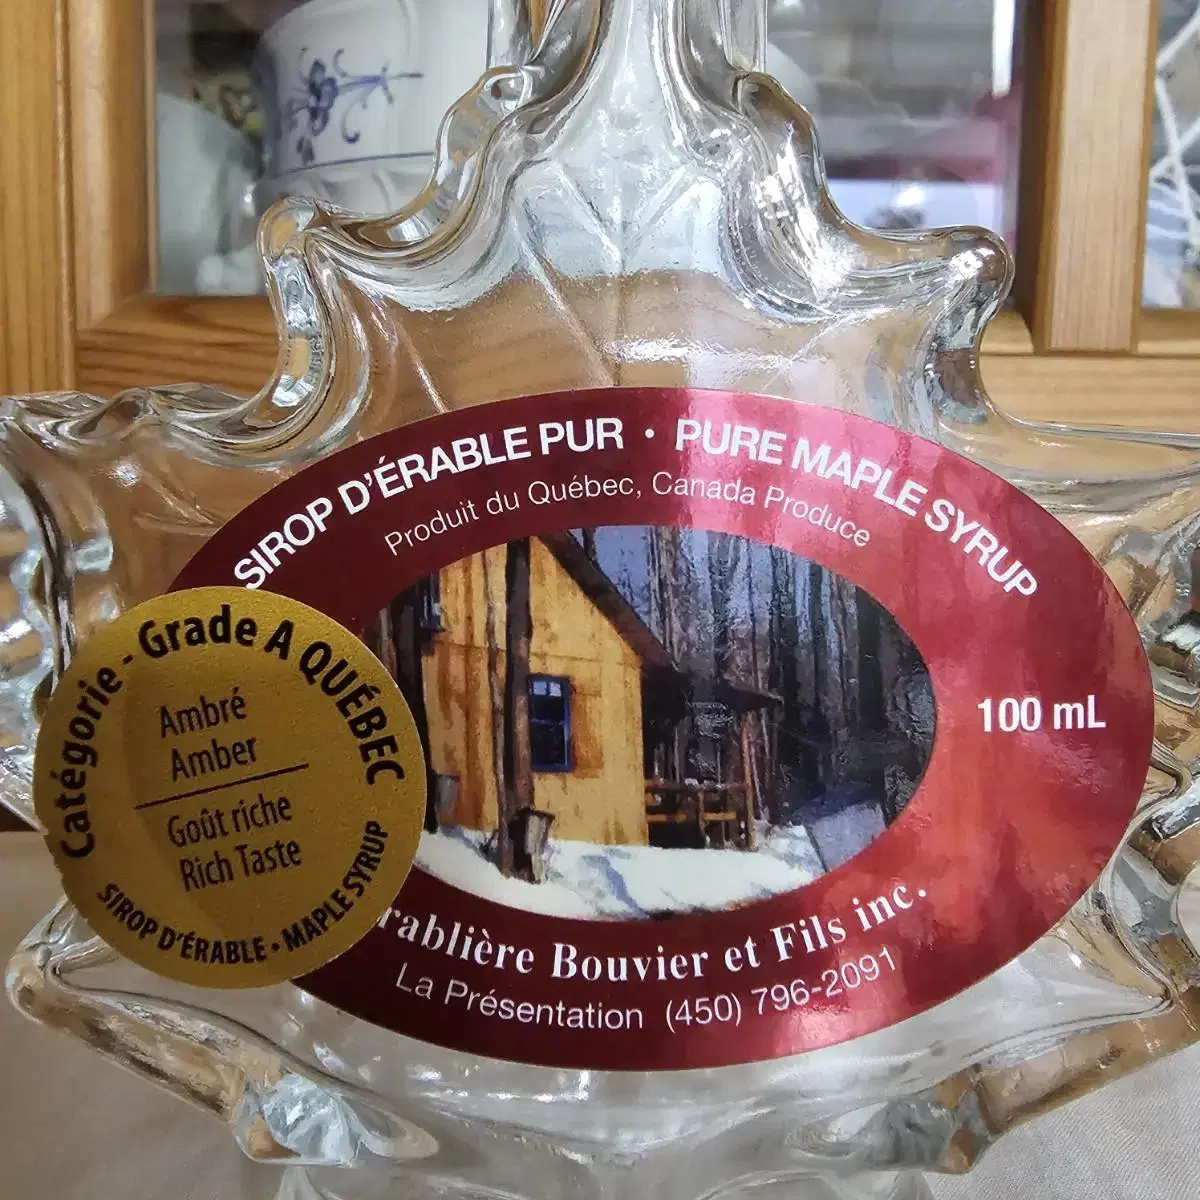 SIROP D'ÉRABLE PUR · PURE MAPLE SYRUP
Produit du Québec, Canada Produce
100 mL
rablière Bouvier et Fils inc.
La Présentation (450) 796-2091
Catégorie - Grade A QUÉBEC
Ambré
Amber
Goût riche
Rich Taste
SIROP D'ÉRABLE • MAPLE SYRUP